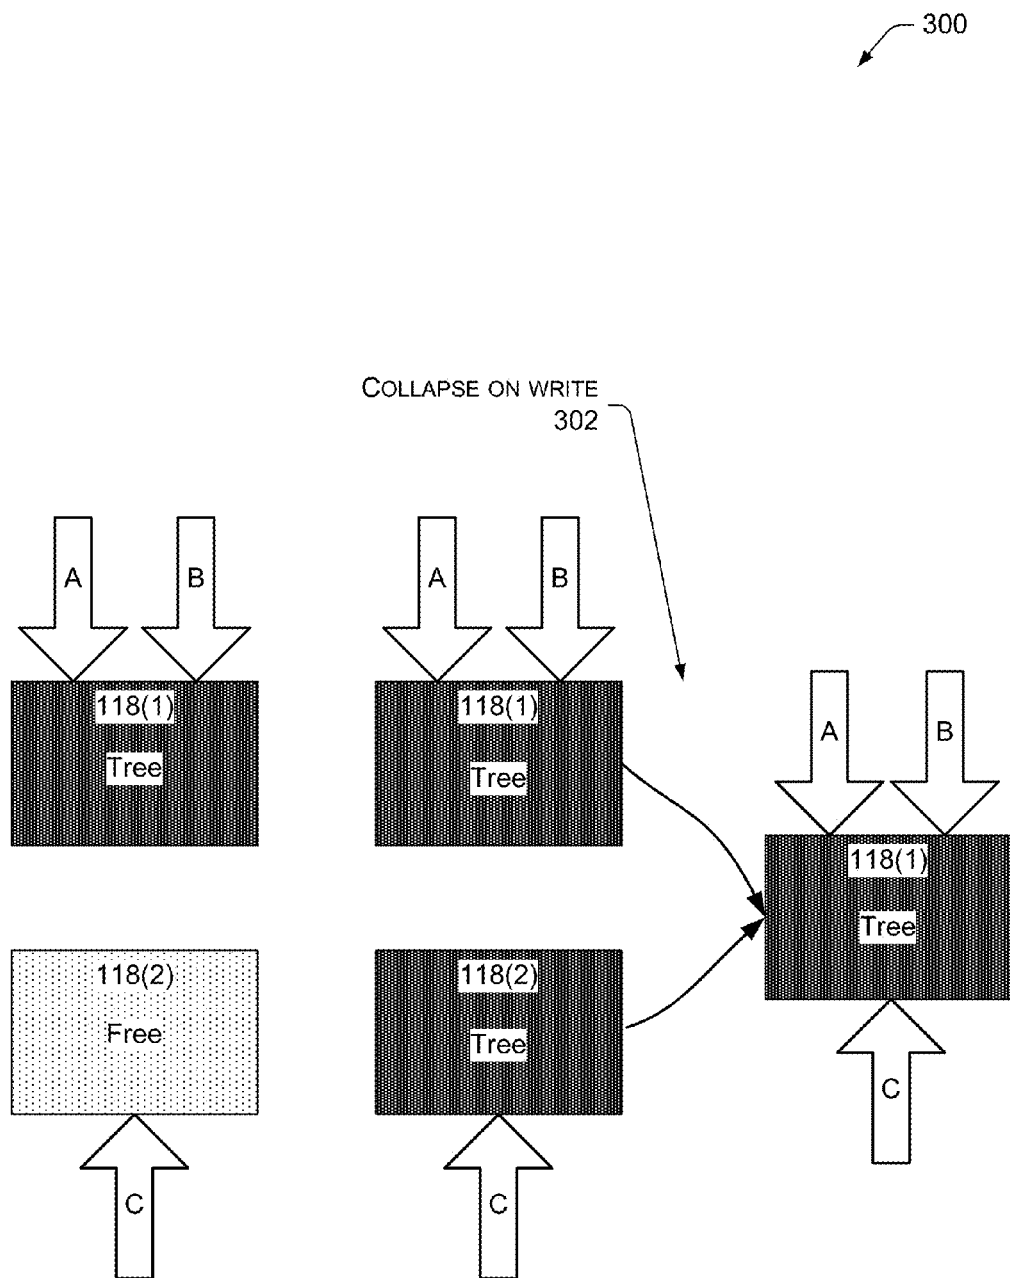 300
COLLAPSE ON WRITE
302
A
B
A
B
118(1)
Tree
118(1)
Tree
A
B
118(1)
Tree
118(2)
Free
118(2)
Tree
C
C
C